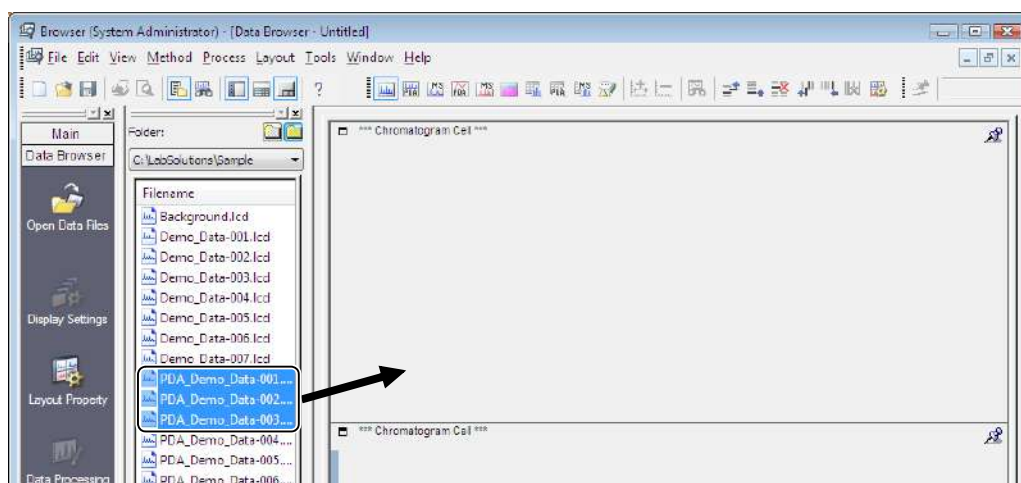 Browser (System Administrator) - [Data Browser - Untitled]
File Edit View Method Process Layout Tools Window Help
Main
Data Browser
Open Data Files
Display Settings
Layout Property
Data Processing
Folder:
C:\LabSolutions\Sample
Filename
Background.lcd
Demo_Data-001.lcd
Demo_Data-002.lcd
Demo_Data-003.lcd
Demo_Data-004.lcd
Demo_Data-005.lcd
Demo_Data-006.lcd
Demo_Data-007.lcd
PDA_Demo_Data-001....
PDA_Demo_Data-002....
PDA_Demo_Data-003....
PDA_Demo_Data-004....
PDA_Demo_Data-005....
PDA_Demo_Data-006....
*** Chromatogram Cell ***
*** Chromatogram Cell ***